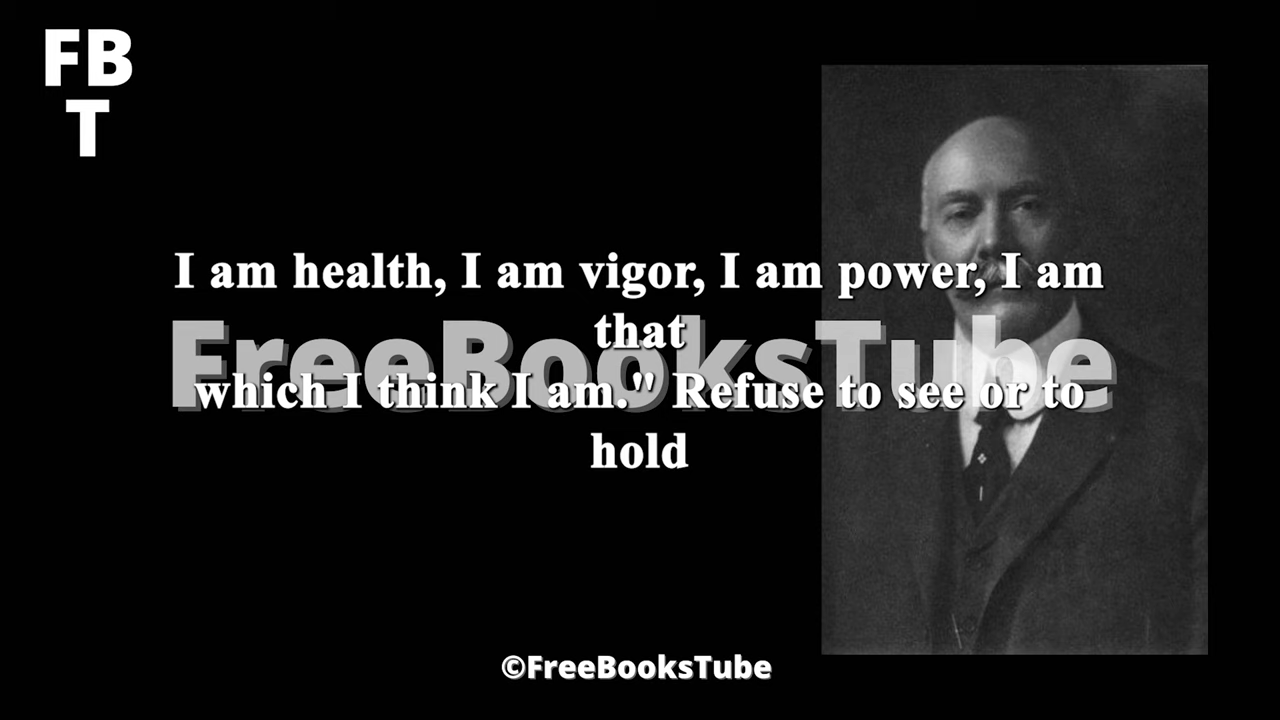 FB
T
I am health, I am vigor, I am power, I am
that
FreeBooksTube
which I think I am." Refuse to see or to
hold
©FreeBooksTube